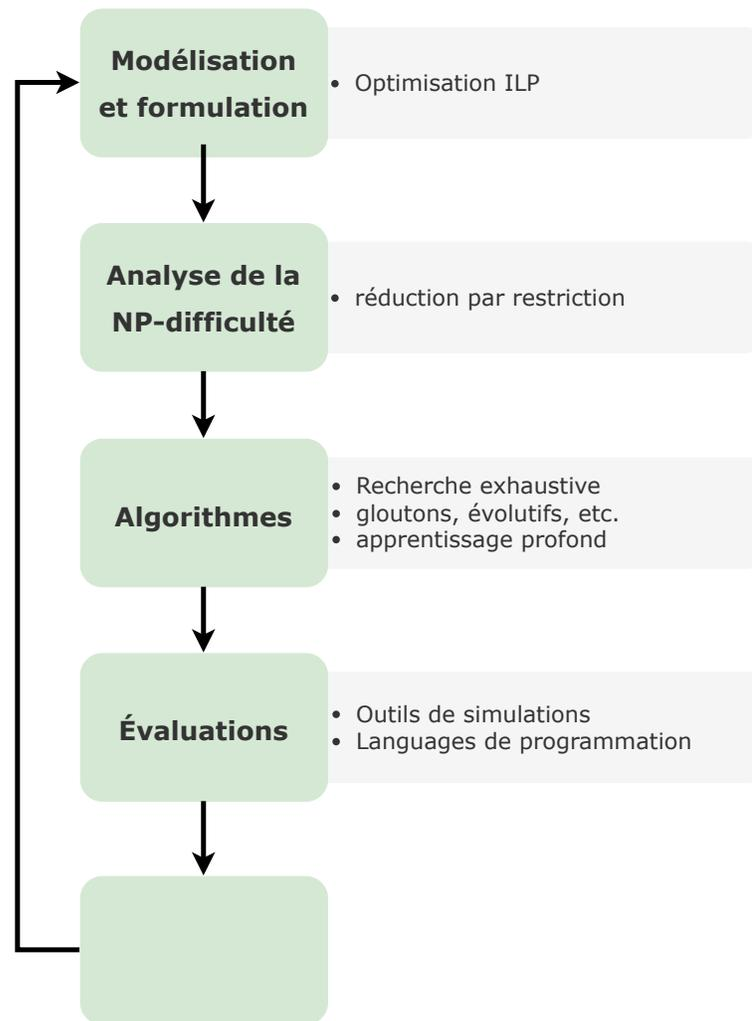 Modélisation
et formulation
• Optimisation ILP
Analyse de la
NP-difficulté
• réduction par restriction
Algorithmes
• Recherche exhaustive
• gloutons, évolutifs, etc.
• apprentissage profond
Évaluations
• Outils de simulations
• Languages de programmation